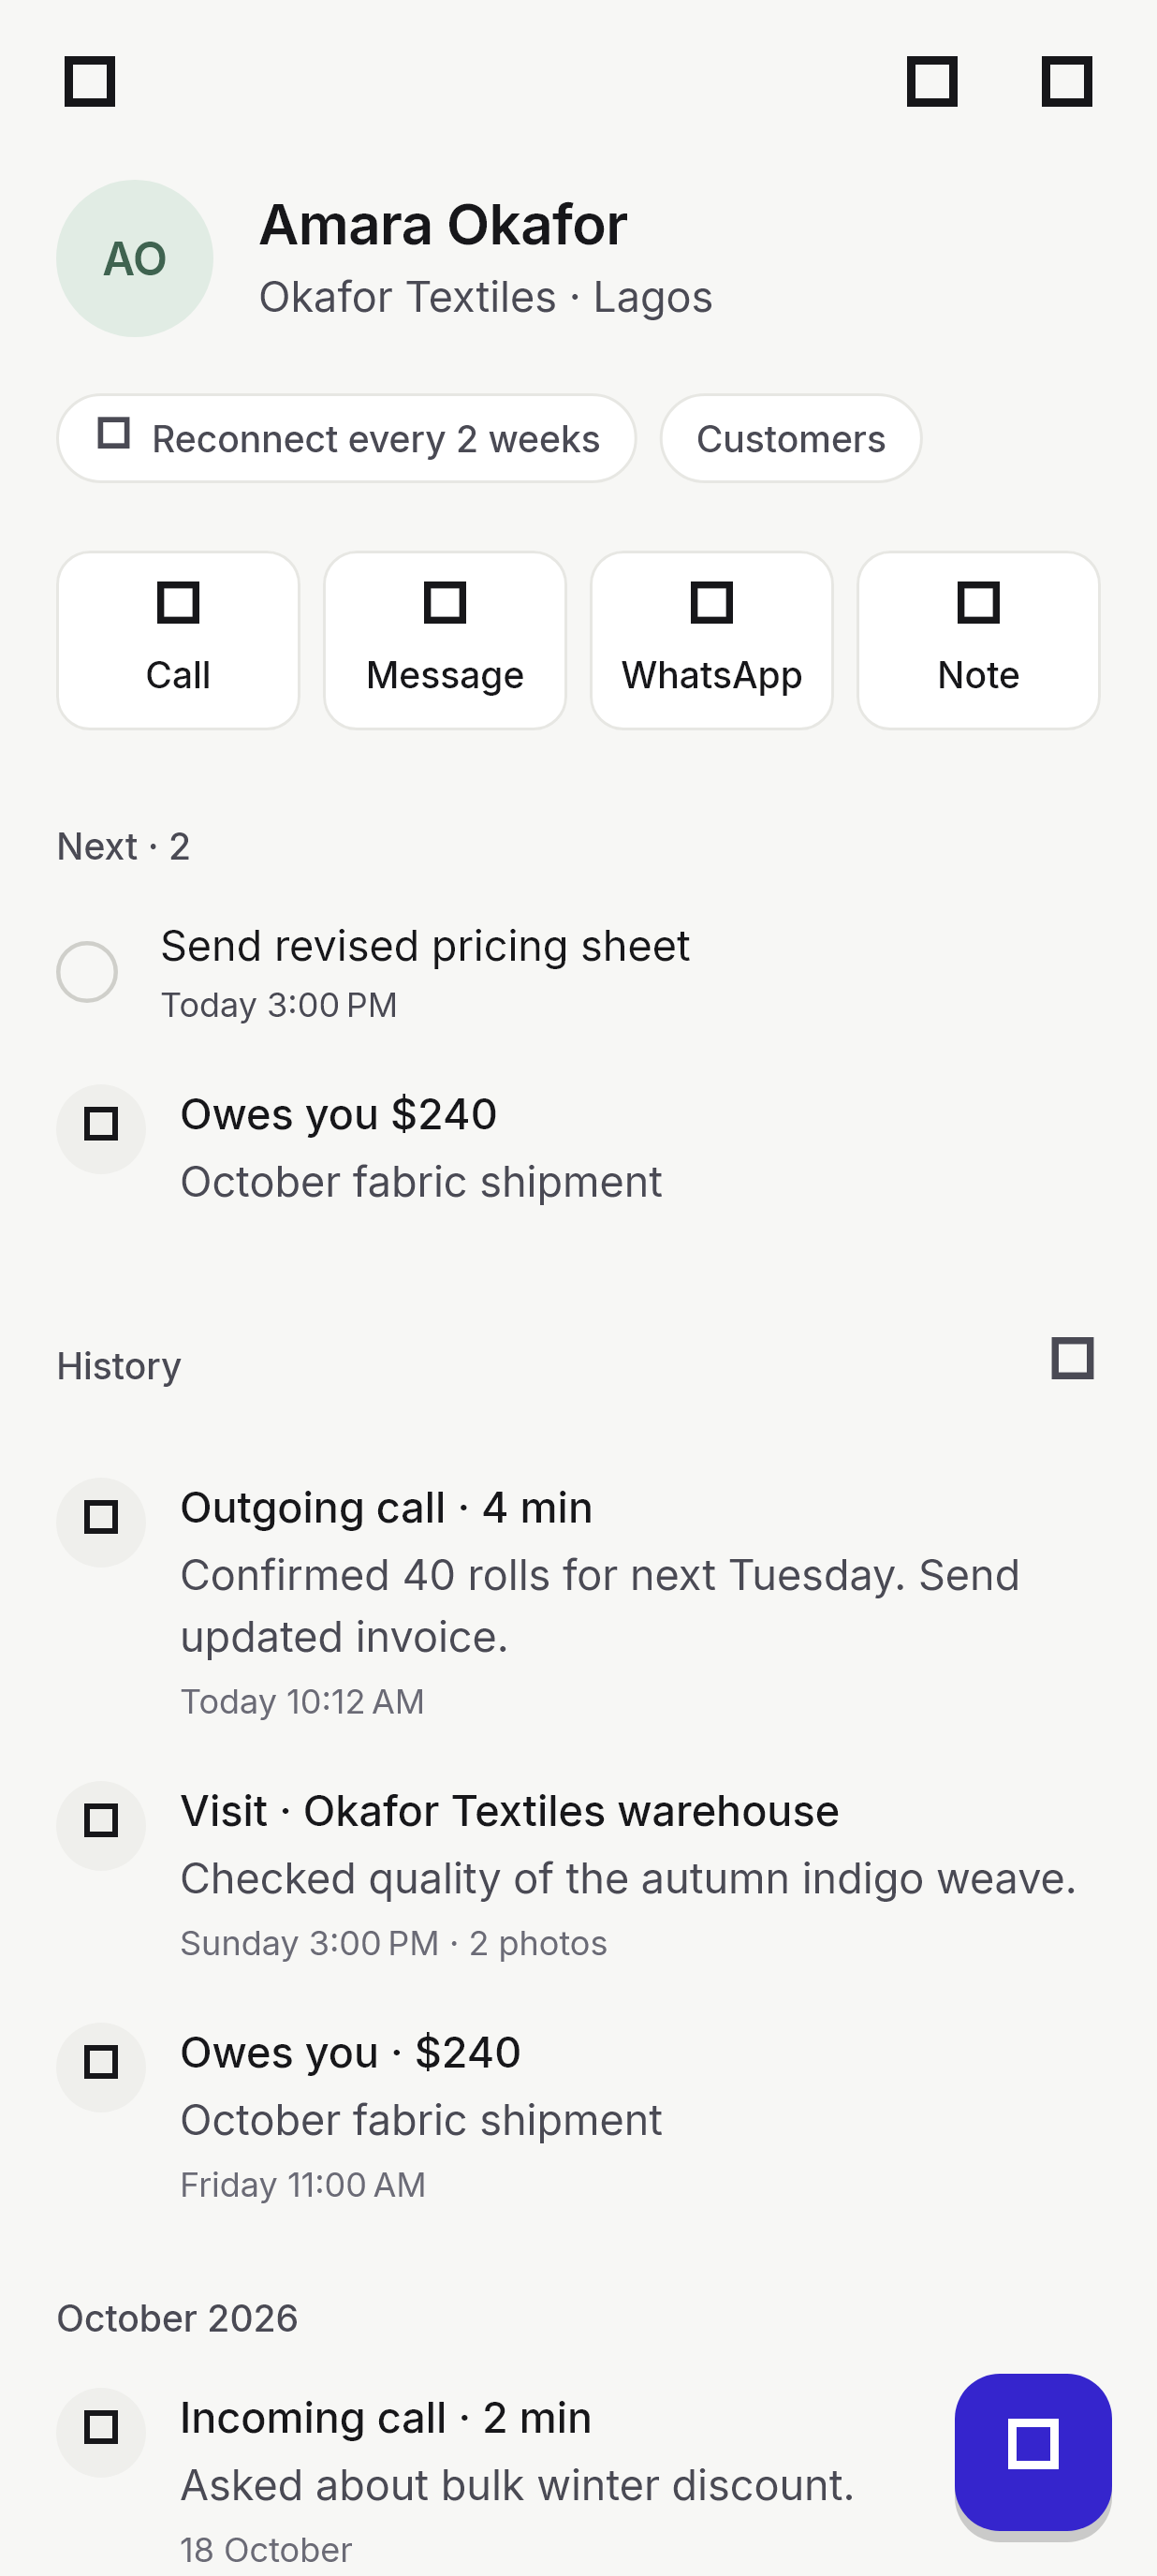 AO
Amara Okafor
Okafor Textiles · Lagos
Reconnect every 2 weeks
Customers
Call
Message
WhatsApp
Note
Next · 2
Send revised pricing sheet
Today 3:00 PM
Owes you $240
October fabric shipment
History
Outgoing call · 4 min
Confirmed 40 rolls for next Tuesday. Send
updated invoice.
Today 10:12 AM
Visit · Okafor Textiles warehouse
Checked quality of the autumn indigo weave.
Sunday 3:00 PM · 2 photos
Owes you · $240
October fabric shipment
Friday 11:00 AM
October 2026
Incoming call · 2 min
Asked about bulk winter discount.
18 October